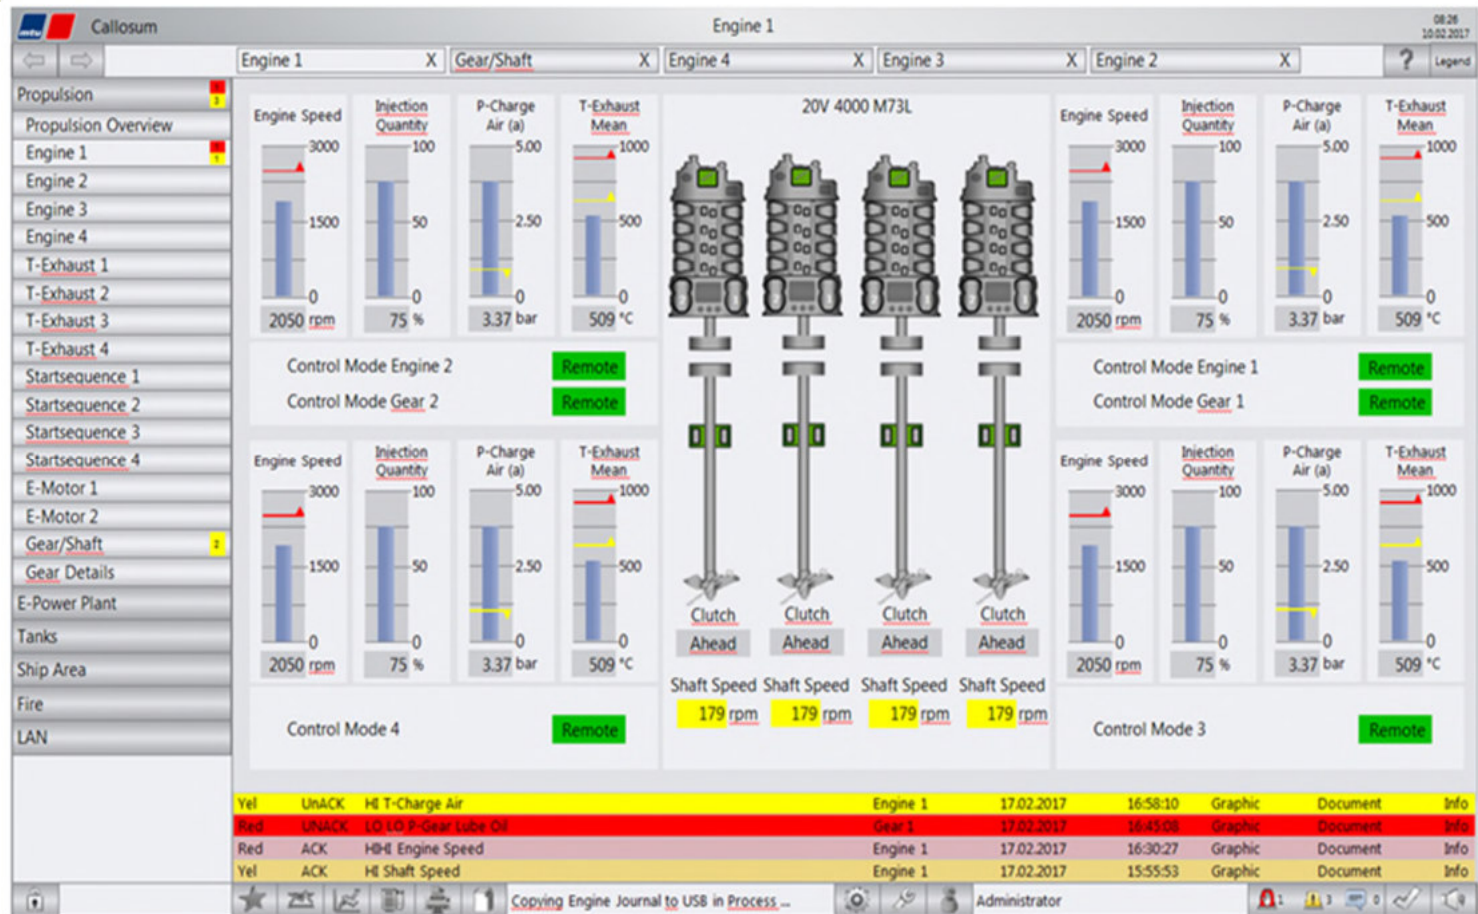 mtu Callosum Engine 1 08:26
10.02.2017
Engine 1 X Gear/Shaft X Engine 4 X Engine 3 X Engine 2 X ? Legend
Propulsion 3
Propulsion Overview
Engine 1 1
Engine 2
Engine 3
Engine 4
T-Exhaust 1
T-Exhaust 2
T-Exhaust 3
T-Exhaust 4
Startsequence 1
Startsequence 2
Startsequence 3
Startsequence 4
E-Motor 1
E-Motor 2
Gear/Shaft 2
Gear Details
E-Power Plant
Tanks
Ship Area
Fire
LAN
Engine Speed Injection Quantity P-Charge Air (a) T-Exhaust Mean
3000 100 5.00 1000
1500 50 2.50 500
0 0 0 0
2050 rpm 75 % 3.37 bar 509 °C
Control Mode Engine 2 Remote
Control Mode Gear 2 Remote
Engine Speed Injection Quantity P-Charge Air (a) T-Exhaust Mean
3000 100 5.00 1000
1500 50 2.50 500
0 0 0 0
2050 rpm 75 % 3.37 bar 509 °C
Control Mode 4 Remote
20V 4000 M73L
Clutch Clutch Clutch Clutch
Ahead Ahead Ahead Ahead
Shaft Speed Shaft Speed Shaft Speed Shaft Speed
179 rpm 179 rpm 179 rpm 179 rpm
Engine Speed Injection Quantity P-Charge Air (a) T-Exhaust Mean
3000 100 5.00 1000
1500 50 2.50 500
0 0 0 0
2050 rpm 75 % 3.37 bar 509 °C
Control Mode Engine 1 Remote
Control Mode Gear 1 Remote
Engine Speed Injection Quantity P-Charge Air (a) T-Exhaust Mean
3000 100 5.00 1000
1500 50 2.50 500
0 0 0 0
2050 rpm 75 % 3.37 bar 509 °C
Control Mode 3 Remote
Yel UnACK HI T-Charge Air Engine 1 17.02.2017 16:58:10 Graphic Document Info
Red UNACK LO LO P-Gear Lube Oil Gear 1 17.02.2017 16:45:08 Graphic Document Info
Red ACK HIHI Engine Speed Engine 1 17.02.2017 16:30:27 Graphic Document Info
Yel ACK HI Shaft Speed Engine 1 17.02.2017 15:55:53 Graphic Document Info
Copying Engine Journal to USB in Process ... Administrator 1 3 0